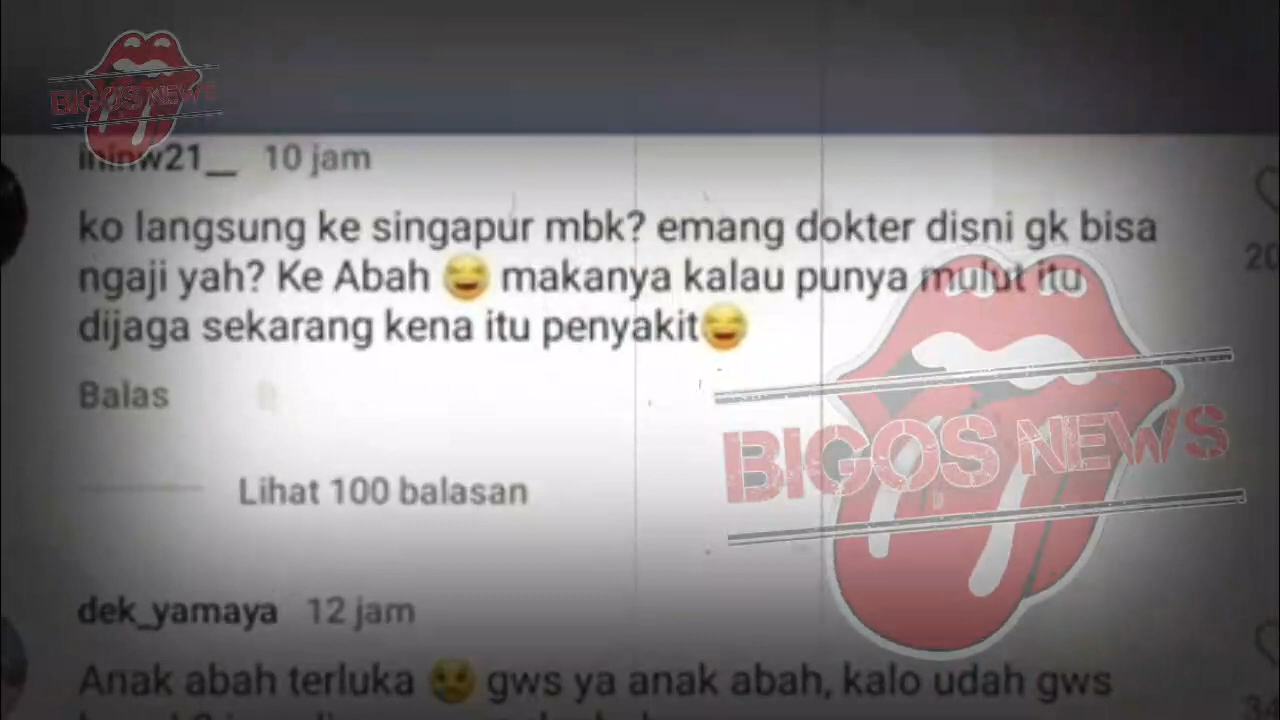 BIGOS NEWS
ininw21__ 10 jam
ko langsung ke singapur mbk? emang dokter disni gk bisa
ngaji yah? Ke Abah 😄 makanya kalau punya mulut itu
dijaga sekarang kena itu penyakit😄
Balas
Lihat 100 balasan
BIGOS NEWS
dek_yamaya 12 jam
Anak abah terluka 😢 gws ya anak abah, kalo udah gws